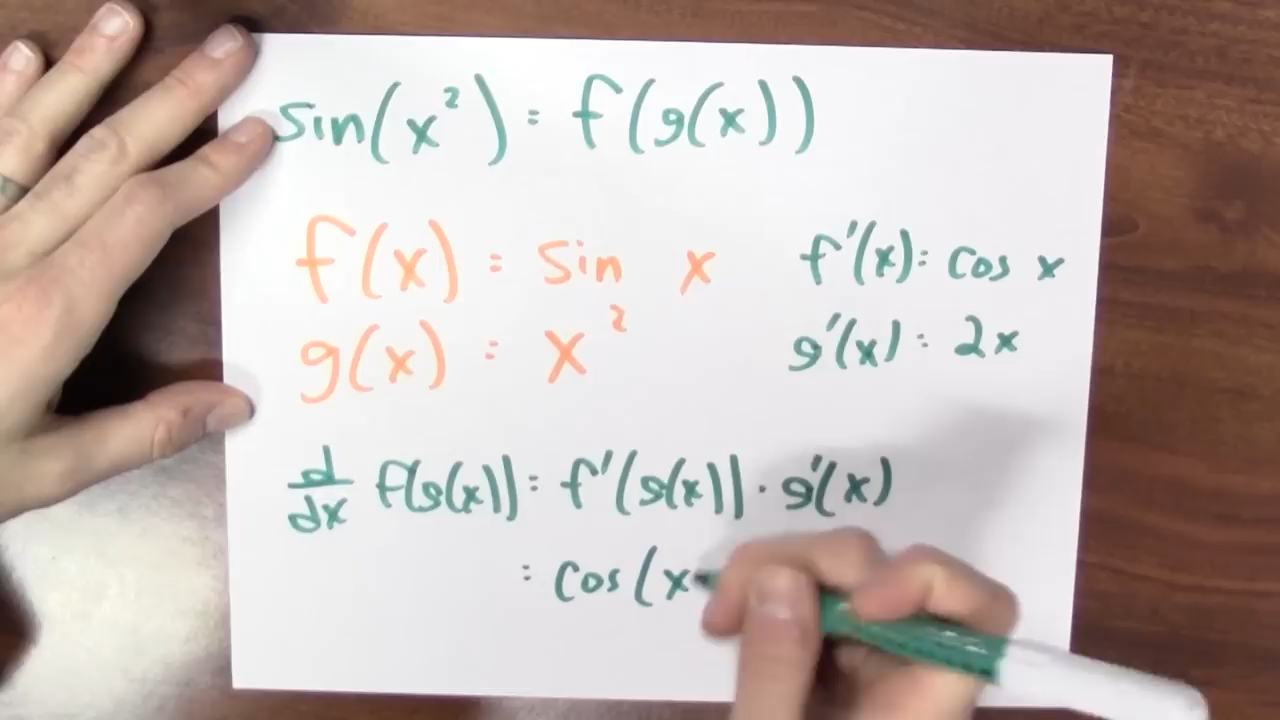 sin(x²) = f(g(x))
f(x) = sin x
f'(x) = cos x
g(x) = x²
g'(x) = 2x
d/dx f(g(x)) = f'(g(x)) · g'(x)
= cos(x